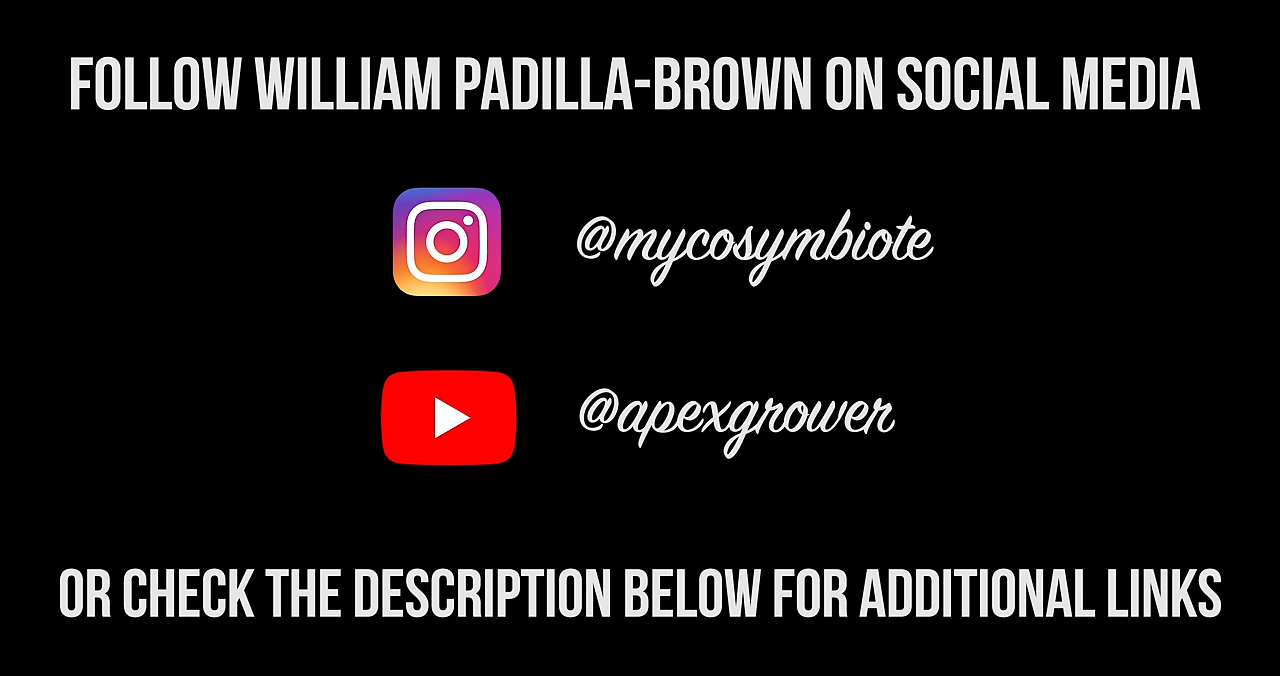 FOLLOW WILLIAM PADILLA-BROWN ON SOCIAL MEDIA
@mycosymbiote
@apexgrower
OR CHECK THE DESCRIPTION BELOW FOR ADDITIONAL LINKS